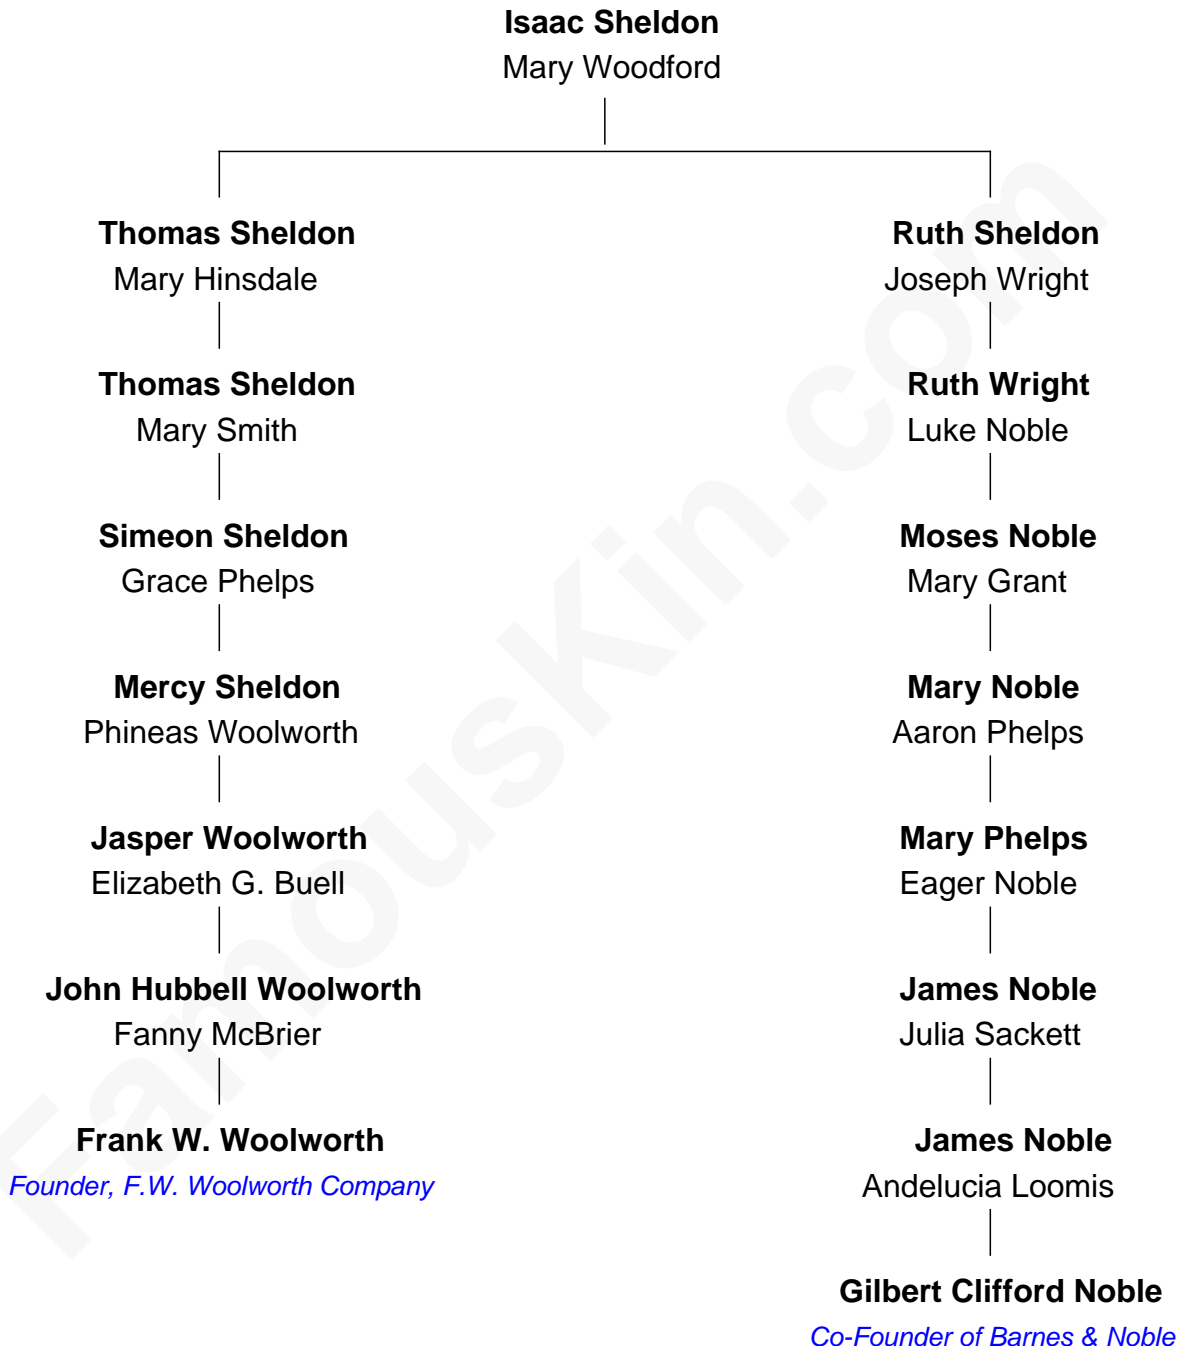 Isaac Sheldon
Mary Woodford
Thomas Sheldon
Mary Hinsdale
Ruth Sheldon
Joseph Wright
Thomas Sheldon
Mary Smith
Ruth Wright
Luke Noble
Simeon Sheldon
Grace Phelps
Moses Noble
Mary Grant
Mercy Sheldon
Phineas Woolworth
Mary Noble
Aaron Phelps
Jasper Woolworth
Elizabeth G. Buell
Mary Phelps
Eager Noble
John Hubbell Woolworth
Fanny McBrier
James Noble
Julia Sackett
Frank W. Woolworth
Founder, F.W. Woolworth Company
James Noble
Andelucia Loomis
Gilbert Clifford Noble
Co-Founder of Barnes & Noble
FamousKin.com